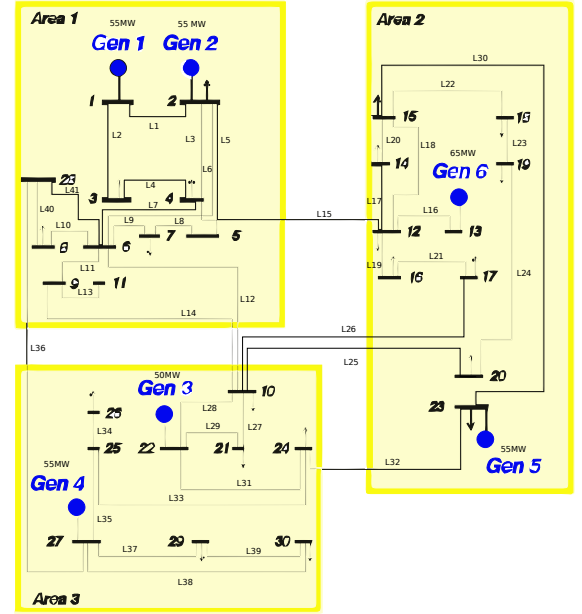 Area 1
55MW
55 MW
Gen 1
Gen 2
1
2
L1
L2
L3
L5
L6
28
L41
L4
3
4
L7
L40
L10
L9
L8
8
6
7
5
L11
9
11
L13
L12
L14
L15
Area 2
L30
L22
15
18
L20
L18
L23
65MW
14
19
Gen 6
L17
L16
12
13
L19
L21
16
17
L24
L26
L25
20
23
55MW
Gen 5
L32
L36
50MW
Gen 3
10
L28
L27
26
L34
L29
25
22
21
24
55MW
Gen 4
L31
L33
L35
27
29
30
L37
L39
L38
Area 3